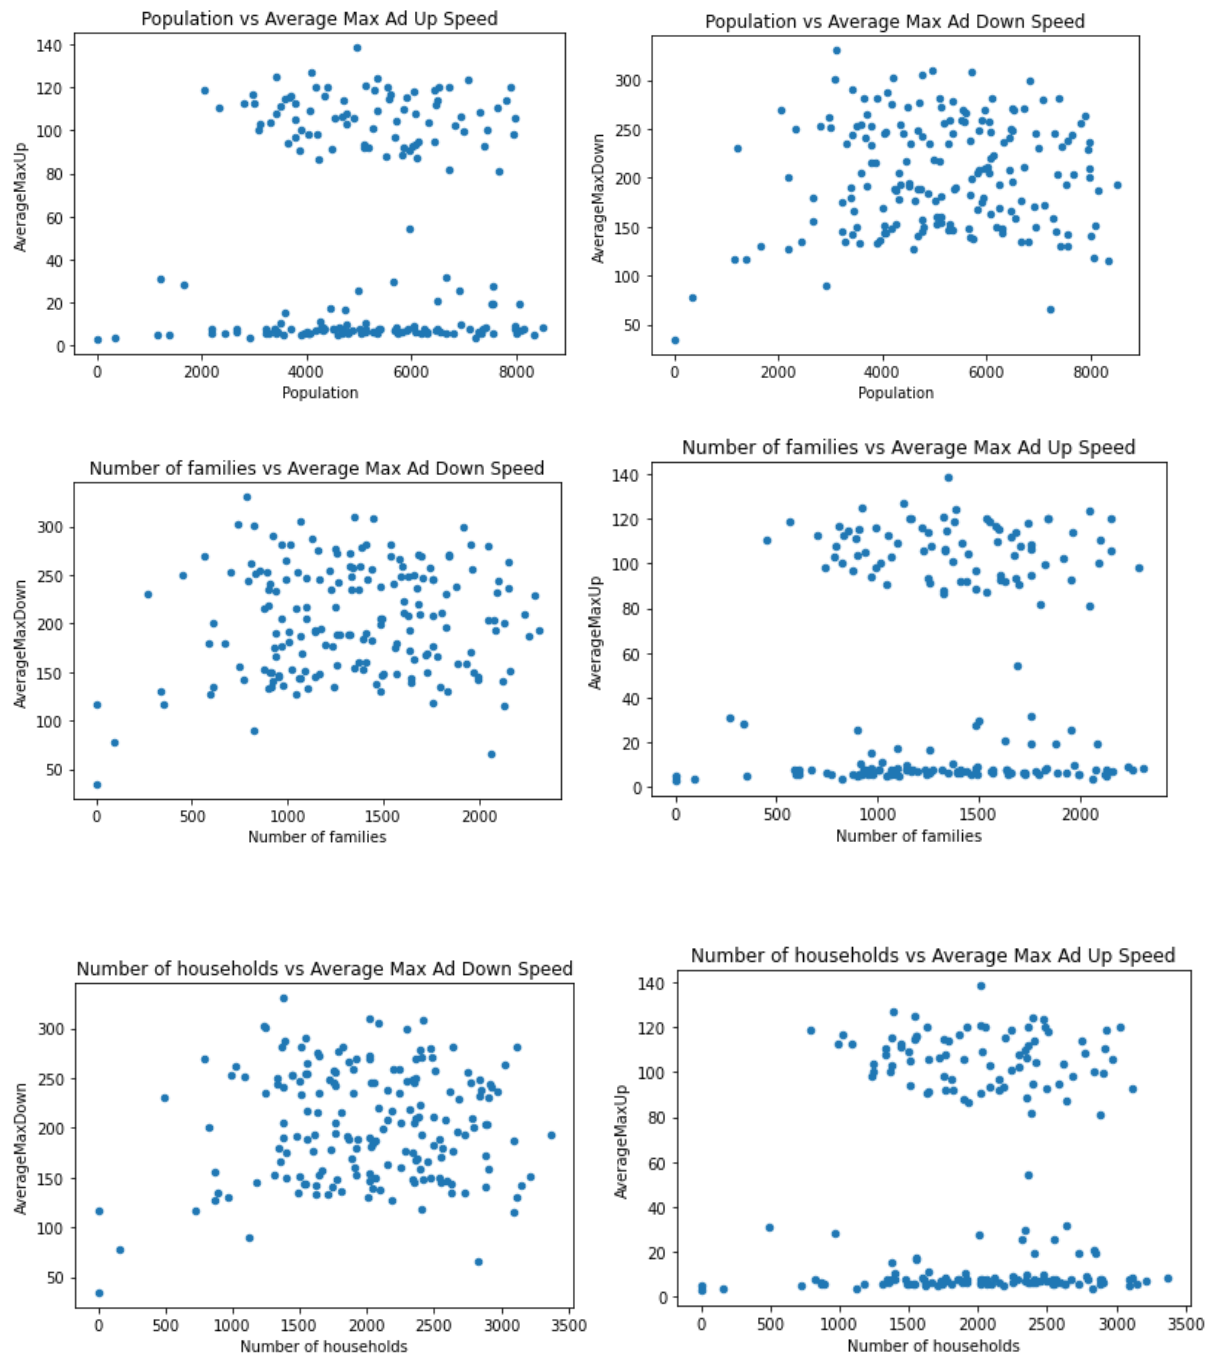 Population vs Average Max Ad Up Speed
140
120
100
80
60
40
20
0
AverageMaxUp
0 2000 4000 6000 8000
Population
Population vs Average Max Ad Down Speed
300
250
200
150
100
50
AverageMaxDown
0 2000 4000 6000 8000
Population
Number of families vs Average Max Ad Down Speed
300
250
200
150
100
50
AverageMaxDown
0 500 1000 1500 2000
Number of families
Number of families vs Average Max Ad Up Speed
140
120
100
80
60
40
20
0
AverageMaxUp
0 500 1000 1500 2000
Number of families
Number of households vs Average Max Ad Down Speed
300
250
200
150
100
50
AverageMaxDown
0 500 1000 1500 2000 2500 3000 3500
Number of households
Number of households vs Average Max Ad Up Speed
140
120
100
80
60
40
20
0
AverageMaxUp
0 500 1000 1500 2000 2500 3000 3500
Number of households